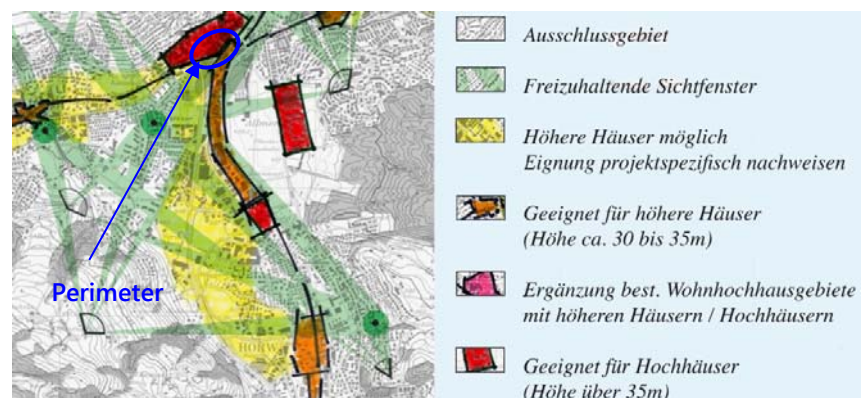 Perimeter
HORW
Ausschlussgebiet
Freizuhaltende Sichtfenster
Höhere Häuser möglich
Eignung projektspezifisch nachweisen
Geeignet für höhere Häuser
(Höhe ca. 30 bis 35m)
Ergänzung best. Wohnhochhausgebiete
mit höheren Häusern / Hochhäusern
Geeignet für Hochhäuser
(Höhe über 35m)